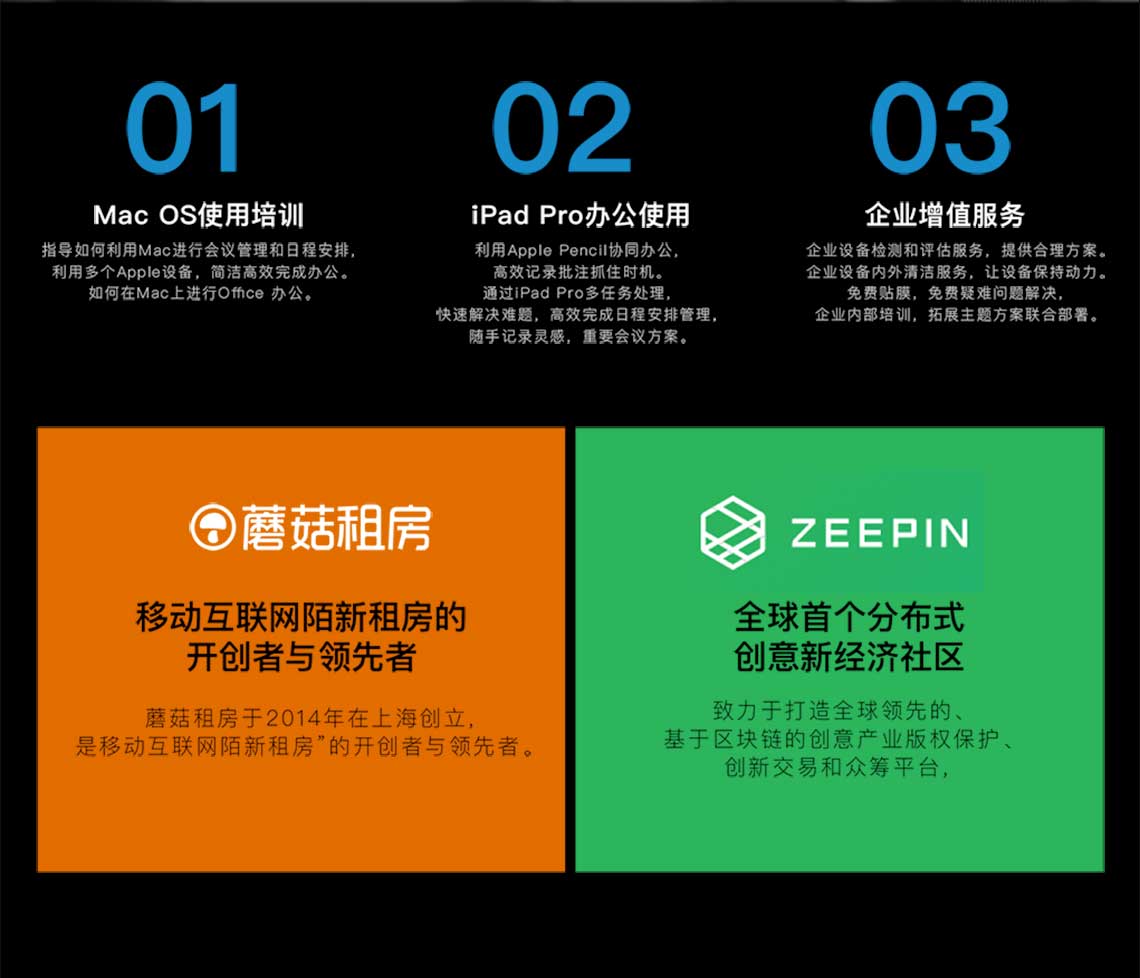 01
Mac OS使用培训
指导如何利用Mac进行会议管理和日程安排,
利用多个Apple设备，简洁高效完成办公。
如何在Mac上进行Office 办公。
02
iPad Pro办公使用
利用Apple Pencil协同办公,
高效记录批注抓住时机。
通过iPad Pro多任务处理,
快速解决难题，高效完成日程安排管理,
随手记录灵感，重要会议方案。
03
企业增值服务
企业设备检测和评估服务，提供合理方案。
企业设备内外清洁服务，让设备保持动力。
免费贴膜，免费疑难问题解决,
企业内部培训，拓展主题方案联合部署。
蘑菇租房
移动互联网陌新租房的
开创者与领先者
蘑菇租房于2014年在上海创立,
是移动互联网陌新租房”的开创者与领先者。
ZEEPIN
全球首个分布式
创意新经济社区
致力于打造全球领先的、
基于区块链的创意产业版权保护、
创新交易和众筹平台,